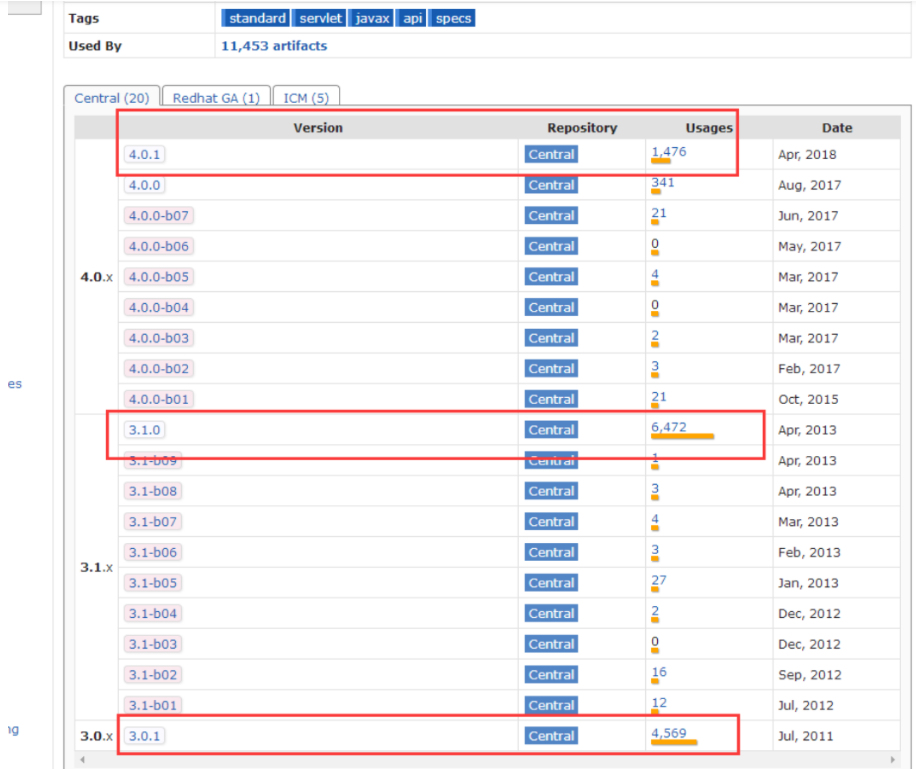 Tags standard servlet javax api specs
Used By 11,453 artifacts
Central (20) Redhat GA (1) ICM (5)
Version Repository Usages Date
4.0.1 Central 1,476 Apr, 2018
4.0.0 Central 341 Aug, 2017
4.0.0-b07 Central 21 Jun, 2017
4.0.0-b06 Central 0 May, 2017
4.0.x 4.0.0-b05 Central 4 Mar, 2017
4.0.0-b04 Central 0 Mar, 2017
4.0.0-b03 Central 2 Mar, 2017
4.0.0-b02 Central 3 Feb, 2017
es
4.0.0-b01 Central 21 Oct, 2015
3.1.0 Central 6,472 Apr, 2013
3.1-b09 Central 1 Apr, 2013
3.1-b08 Central 3 Apr, 2013
3.1-b07 Central 4 Mar, 2013
3.1-b06 Central 3 Feb, 2013
3.1.x
3.1-b05 Central 27 Jan, 2013
3.1-b04 Central 2 Dec, 2012
3.1-b03 Central 0 Dec, 2012
3.1-b02 Central 16 Sep, 2012
3.1-b01 Central 12 Jul, 2012
3.0.x 3.0.1 Central 4,569 Jul, 2011